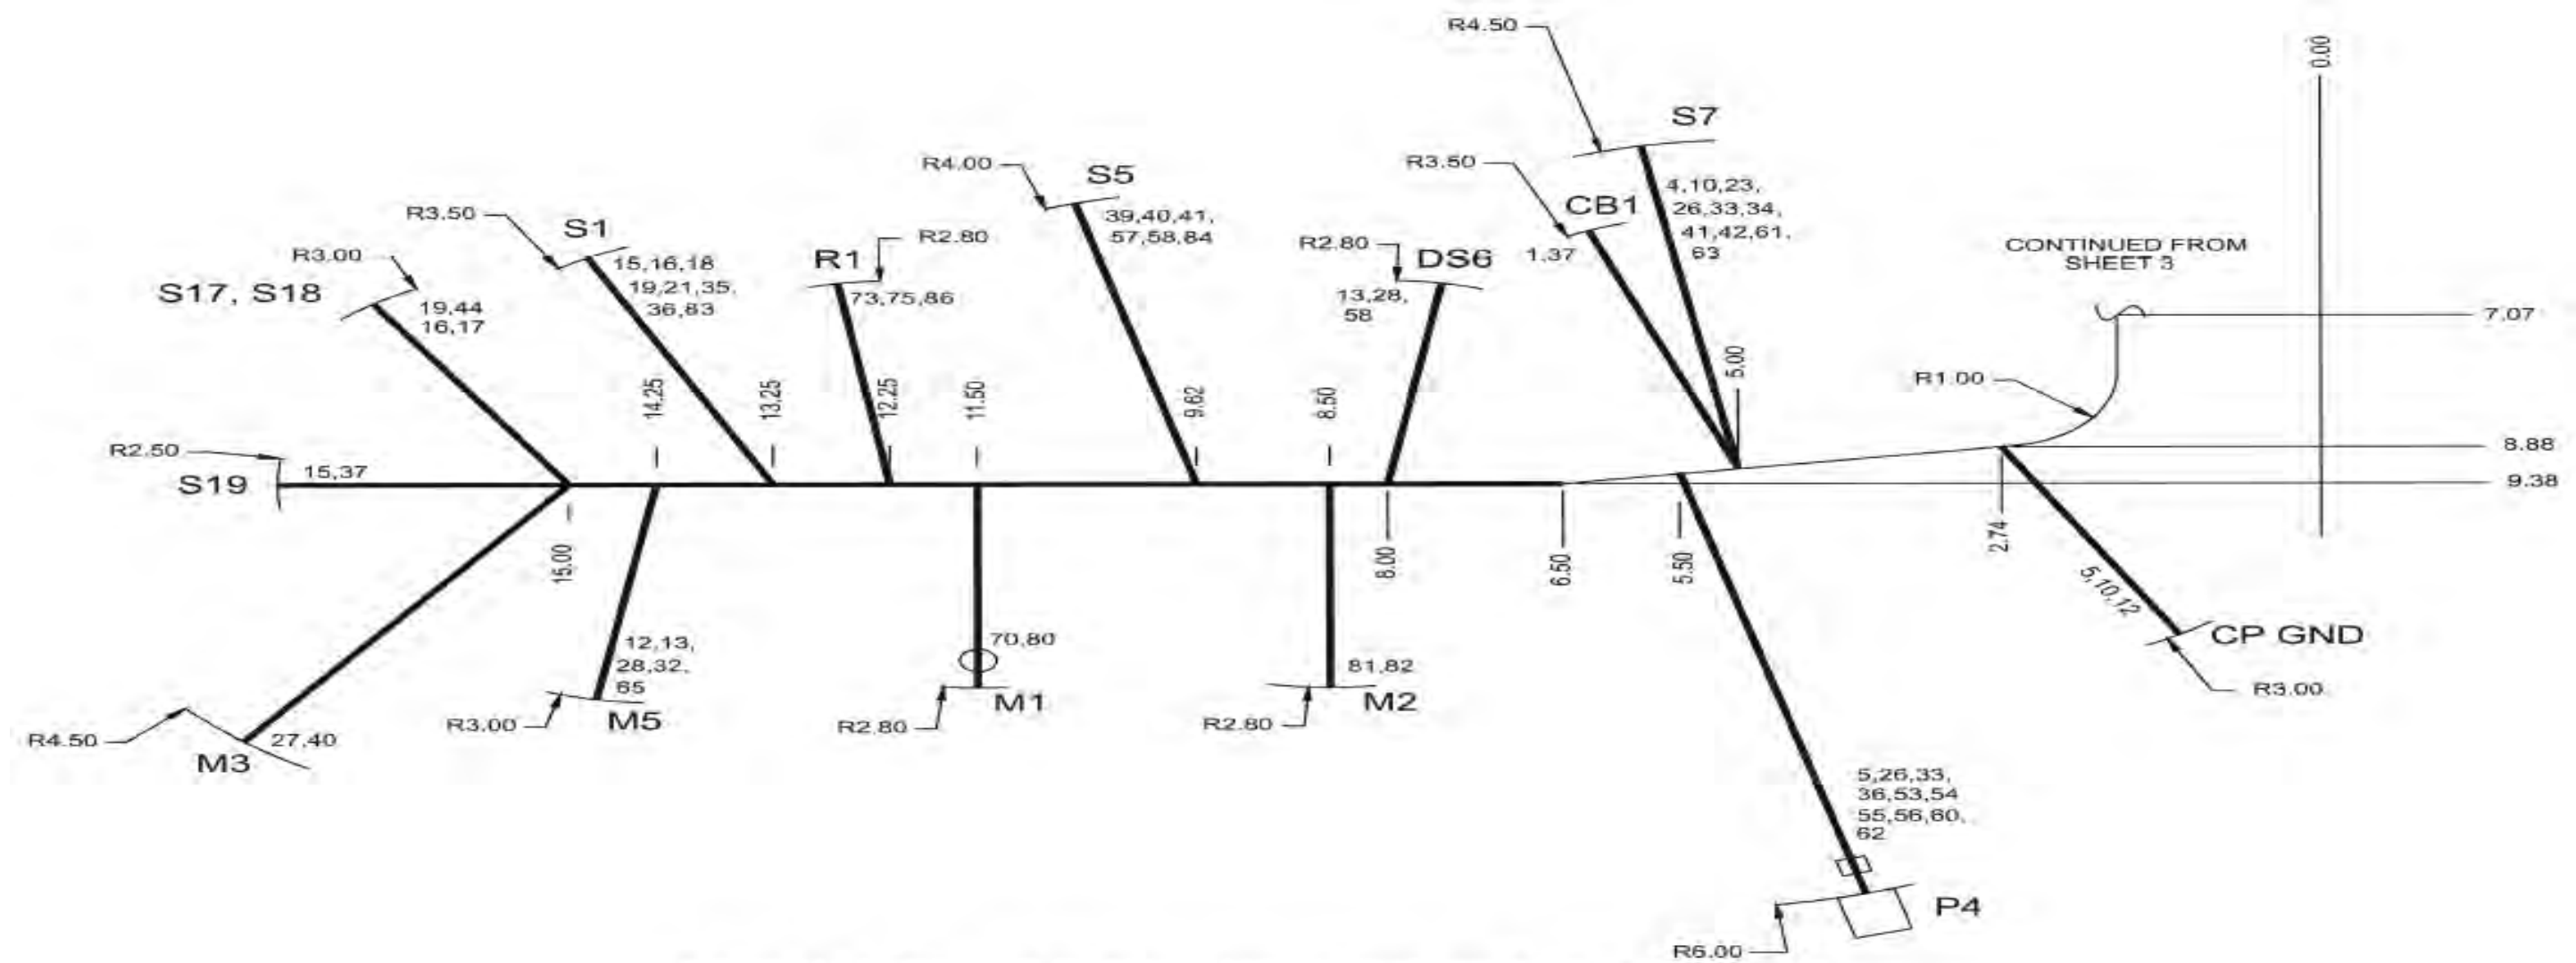 R4.50
0.00
S7
R4.00
S5
R3.50
4,10,23,
26,33,34,
41,42,61,
63
CB1
1,37
39,40,41,
57,58,84
R3.50
S1
15,16,18
19,21,35,
36,83
R2.80
R1
73,75,86
R2.80
DS6
13,28,
58
CONTINUED FROM
SHEET 3
R3.00
S17, S18
19,44
16,17
7.07
R1.00
5.00
14.25
13.25
12.25
11.50
9.62
8.50
R2.50
S19
15,37
8.88
9.38
15.00
8.00
6.50
5.50
2.74
5,10,12
CP GND
R3.00
12,13,
28,32,
65
R3.00
M5
70,80
R2.80
M1
81,82
R2.80
M2
R4.50
27,40
M3
5,26,33,
36,53,54
55,56,60,
62
P4
R6.00